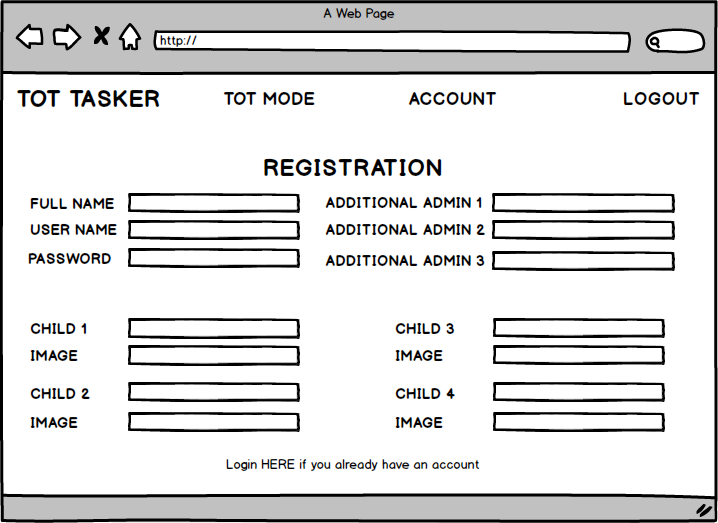 A Web Page
http://
TOT TASKER TOT MODE ACCOUNT LOGOUT
REGISTRATION
FULL NAME ADDITIONAL ADMIN 1
USER NAME ADDITIONAL ADMIN 2
PASSWORD ADDITIONAL ADMIN 3
CHILD 1 CHILD 3
IMAGE IMAGE
CHILD 2 CHILD 4
IMAGE IMAGE
Login HERE if you already have an account